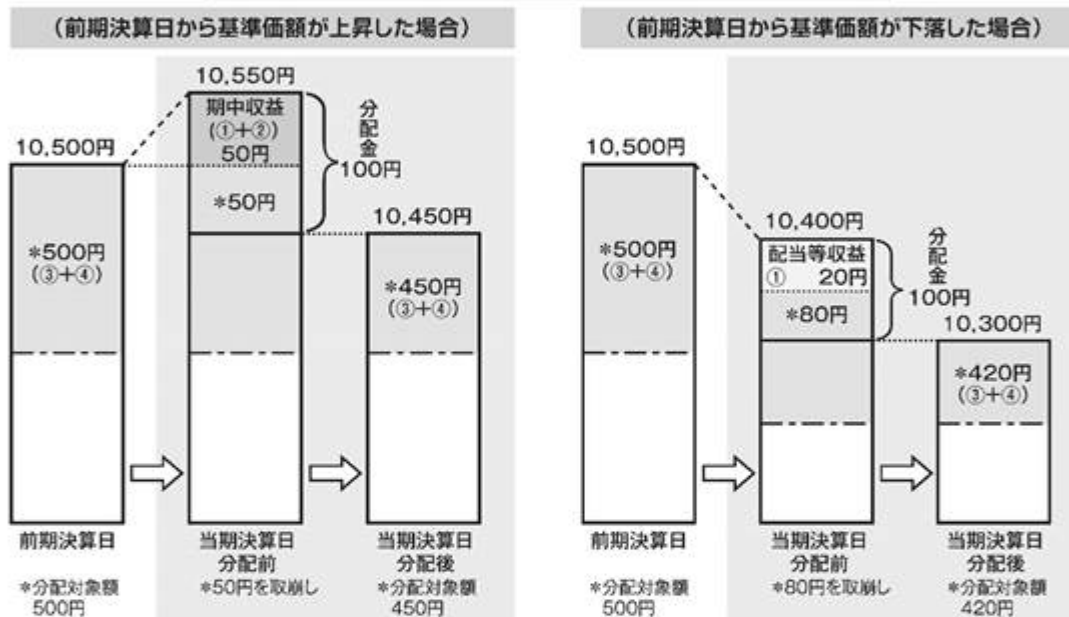 (前期決算日から基準価額が上昇した場合)
10,550円
期中収益
(①+②)
50円
*50円
分配金
100円
10,500円
*500円
(③+④)
10,450円
*450円
(③+④)
前期決算日
当期決算日
分配前
当期決算日
分配後
*分配対象額
500円
*50円を取崩し
*分配対象額
450円
(前期決算日から基準価額が下落した場合)
10,500円
*500円
(③+④)
10,400円
配当等収益
① 20円
*80円
分配金
100円
10,300円
*420円
(③+④)
前期決算日
当期決算日
分配前
当期決算日
分配後
*分配対象額
500円
*80円を取崩し
*分配対象額
420円